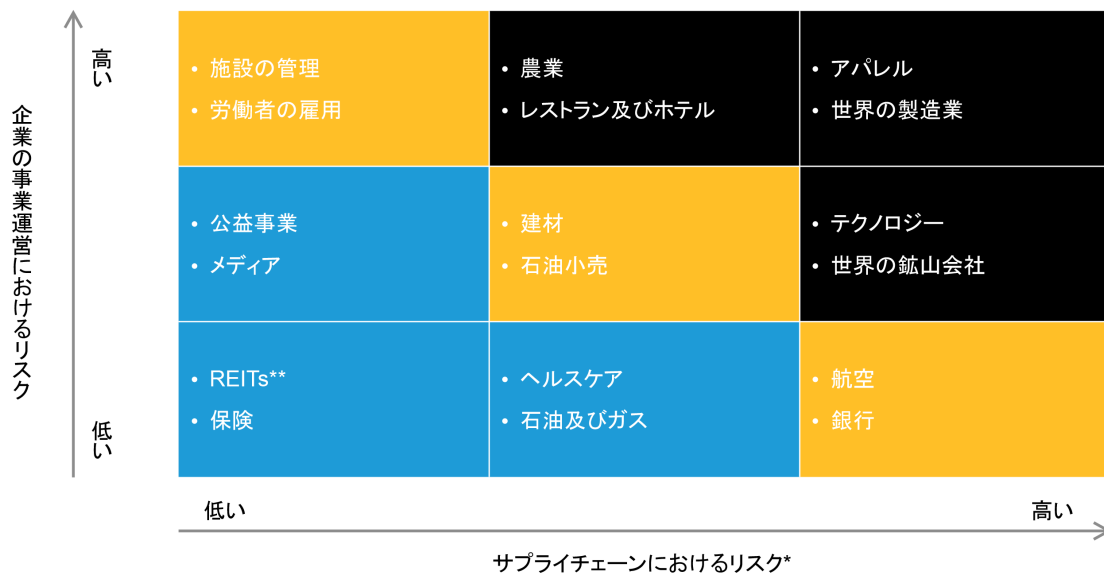 企業の事業運営におけるリスク
高い
低い
• 施設の管理
• 労働者の雇用
• 農業
• レストラン及びホテル
• アパレル
• 世界の製造業
• 公益事業
• メディア
• 建材
• 石油小売
• テクノロジー
• 世界の鉱山会社
• REITs**
• 保険
• ヘルスケア
• 石油及びガス
• 航空
• 銀行
低い
高い
サプライチェーンにおけるリスク*